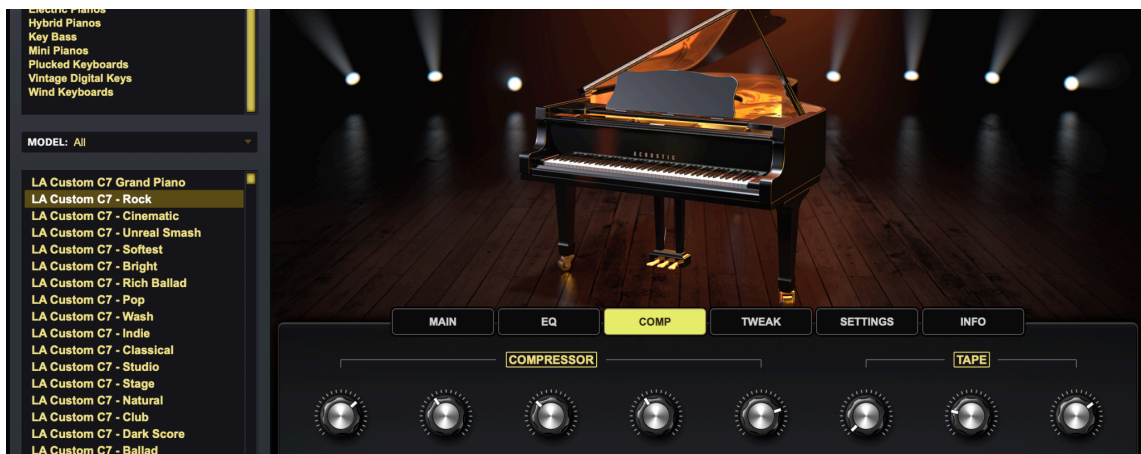 Electric Pianos
Hybrid Pianos
Key Bass
Mini Pianos
Plucked Keyboards
Vintage Digital Keys
Wind Keyboards
MODEL: All
LA Custom C7 Grand Piano
LA Custom C7 - Rock
LA Custom C7 - Cinematic
LA Custom C7 - Unreal Smash
LA Custom C7 - Softest
LA Custom C7 - Bright
LA Custom C7 - Rich Ballad
LA Custom C7 - Pop
LA Custom C7 - Wash
LA Custom C7 - Indie
LA Custom C7 - Classical
LA Custom C7 - Studio
LA Custom C7 - Stage
LA Custom C7 - Natural
LA Custom C7 - Club
LA Custom C7 - Dark Score
LA Custom C7 - Ballad
ACOUSTIC
MAIN EQ COMP TWEAK SETTINGS INFO
COMPRESSOR TAPE